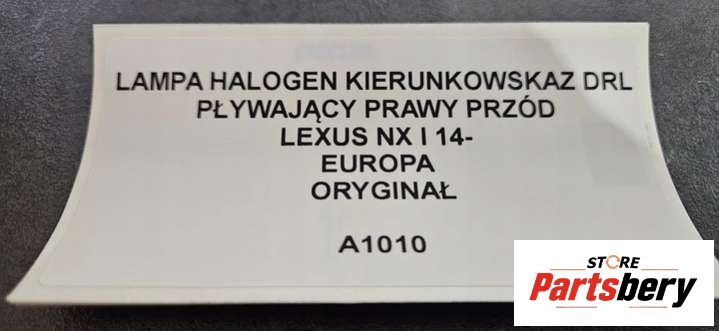 LAMPA HALOGEN KIERUNKOWSKAZ DRL
PŁYWAJĄCY PRAWY PRZÓD
LEXUS NX I 14-
EUROPA
ORYGINAŁ
A1010
STORE
Partsbery